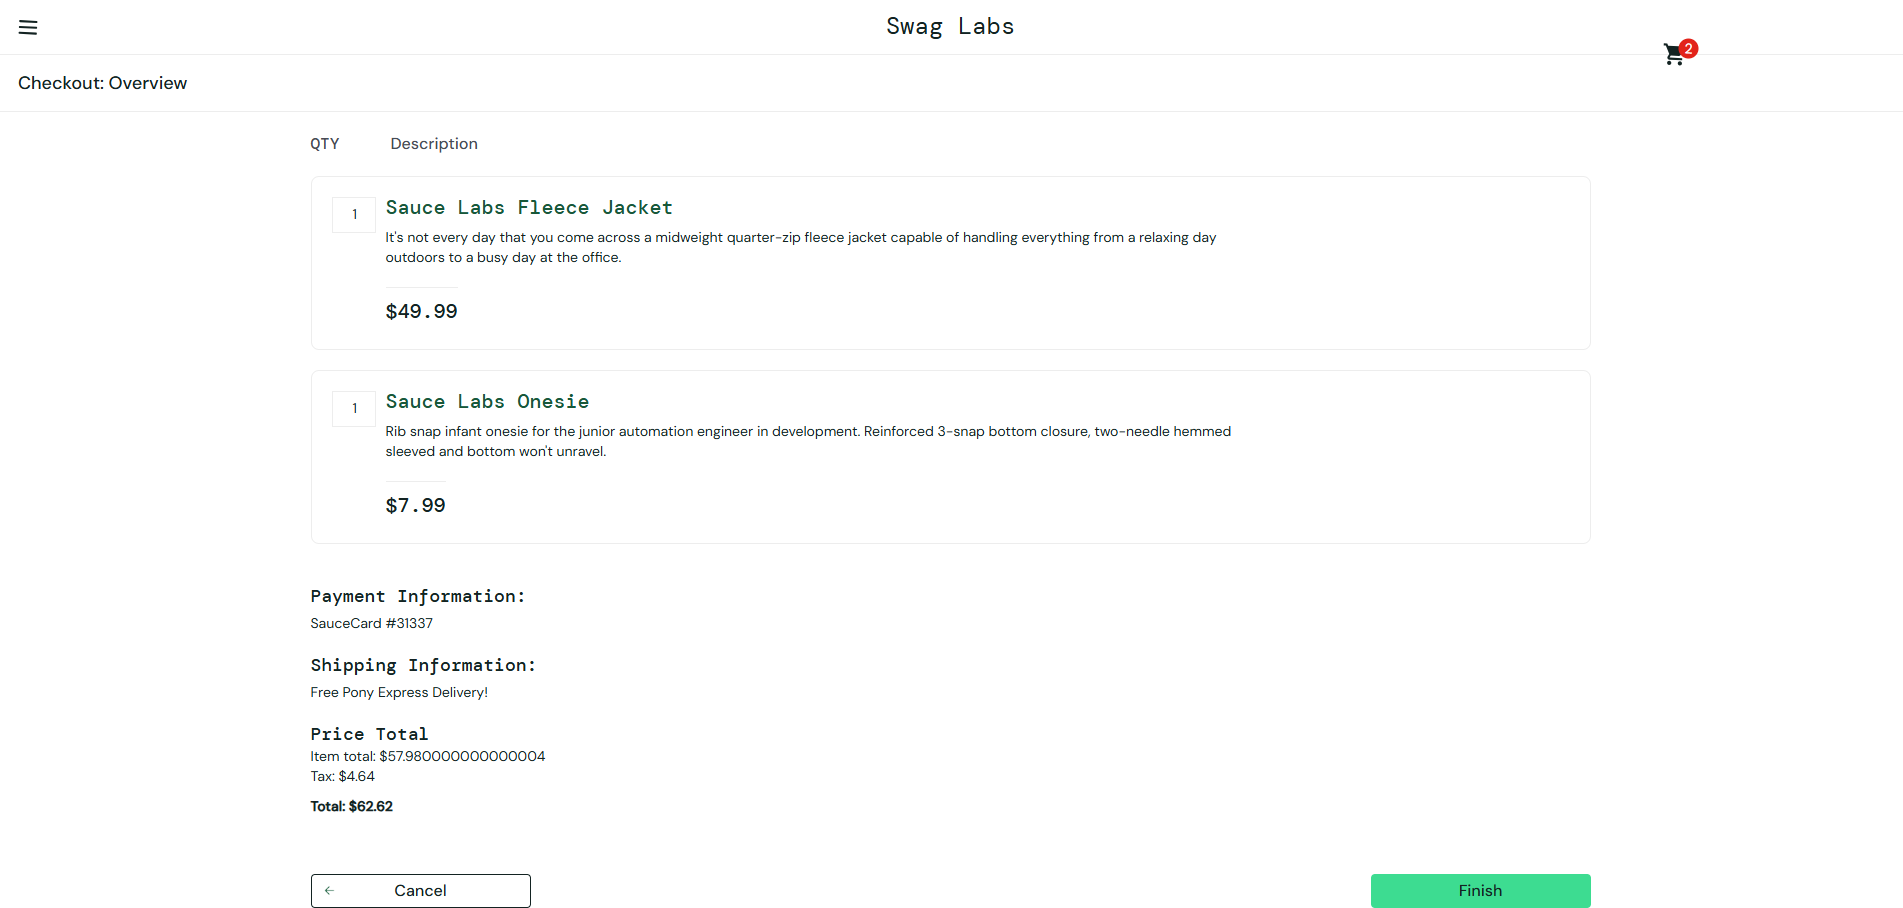 Swag Labs
2
Checkout: Overview
QTY Description
1
Sauce Labs Fleece Jacket
It's not every day that you come across a midweight quarter-zip fleece jacket capable of handling everything from a relaxing day
outdoors to a busy day at the office.
$49.99
1
Sauce Labs Onesie
Rib snap infant onesie for the junior automation engineer in development. Reinforced 3-snap bottom closure, two-needle hemmed
sleeved and bottom won't unravel.
$7.99
Payment Information:
SauceCard #31337
Shipping Information:
Free Pony Express Delivery!
Price Total
Item total: $57.980000000000004
Tax: $4.64
Total: $62.62
Cancel
Finish